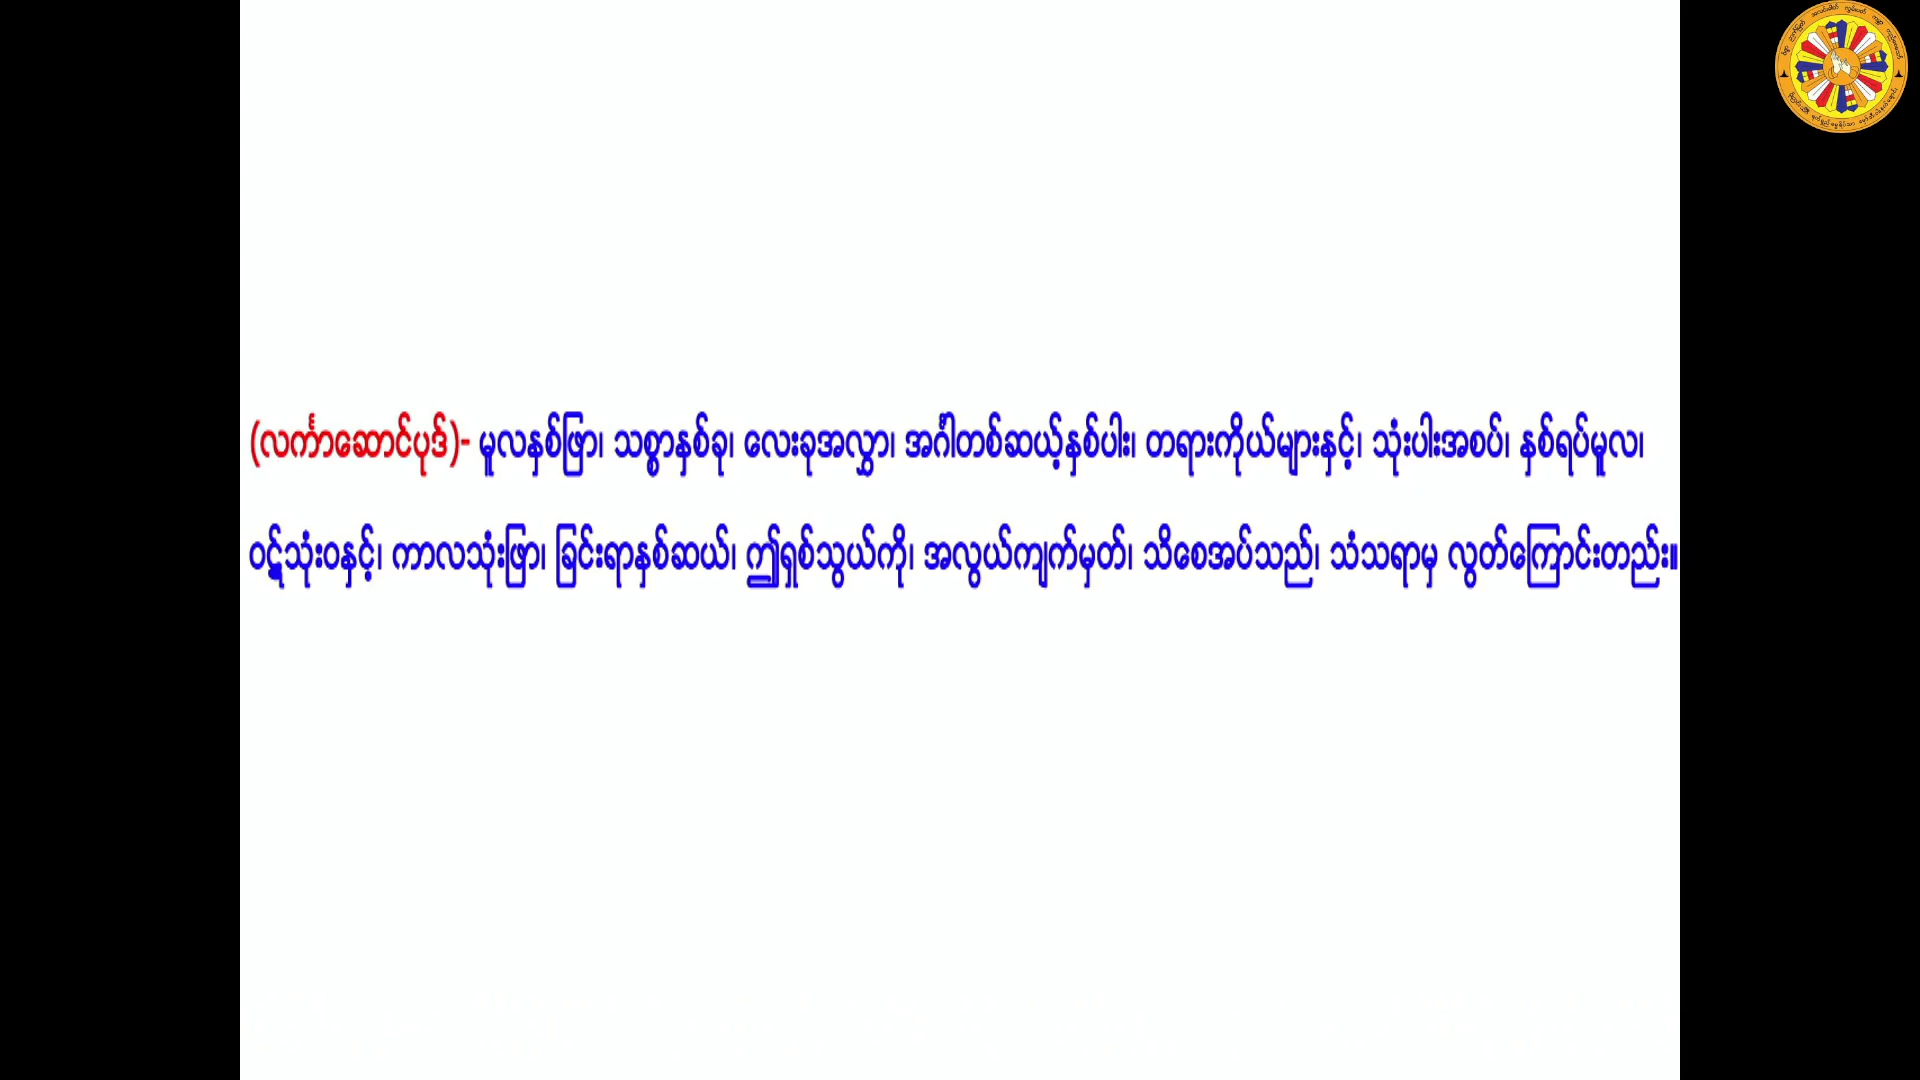 (လင်္ကာဆောင်ပုဒ်)- မူလနှစ်ဖြာ၊ သစ္စာနှစ်ခု၊ လေးခုအလွှာ၊ အင်္ဂါတစ်ဆယ့်နှစ်ပါး၊ တရားကိုယ်များနှင့်၊ သုံးပါးအစပ်၊ နှစ်ရပ်မူလ၊
ဝဋ်သုံးဝနှင့်၊ ကာလသုံးဖြာ၊ ခြင်းရာနှစ်ဆယ်၊ ဤရှစ်သွယ်ကို၊ အလွယ်ကျက်မှတ်၊ သိစေအပ်သည်၊ သံသရာမှ လွတ်ကြောင်းတည်း။